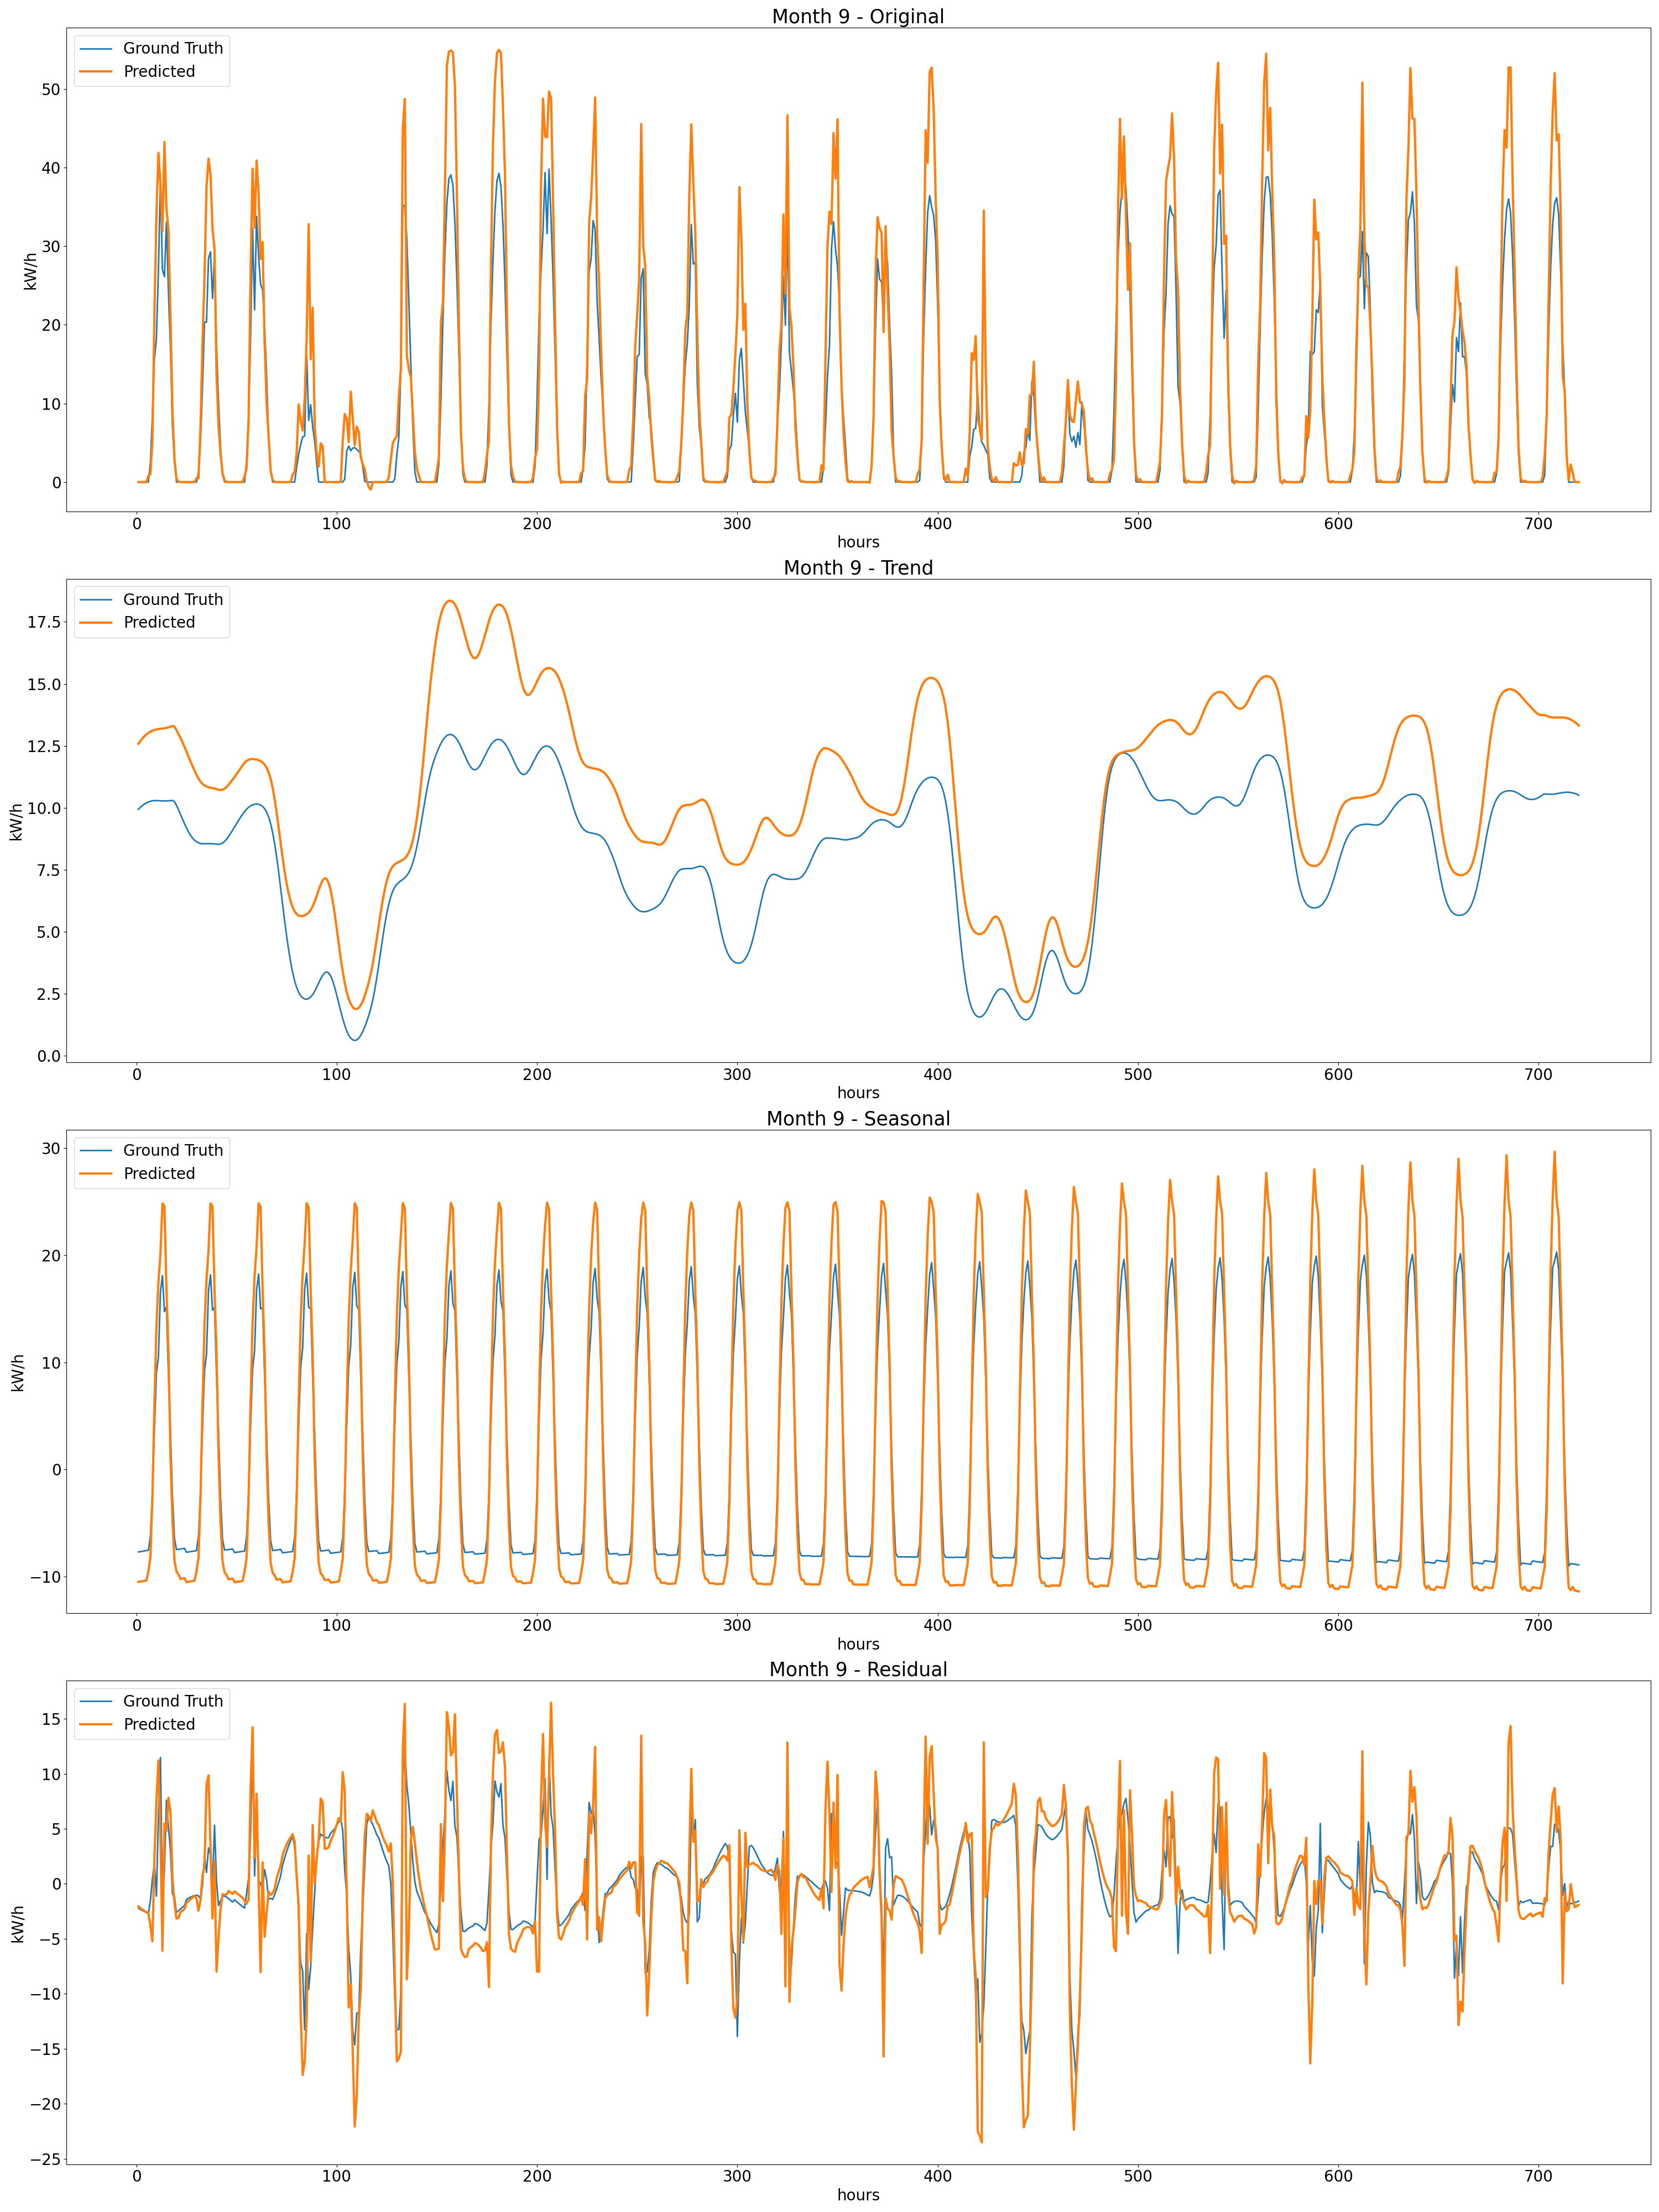 Month 9 - Original
Ground Truth
Predicted
50
40
30
20
10
0
kW/h
0 100 200 300 400 500 600 700
hours
Month 9 - Trend
Ground Truth
Predicted
17.5
15.0
12.5
10.0
7.5
5.0
2.5
0.0
kW/h
0 100 200 300 400 500 600 700
hours
Month 9 - Seasonal
Ground Truth
Predicted
30
20
10
0
−10
kW/h
0 100 200 300 400 500 600 700
hours
Month 9 - Residual
Ground Truth
Predicted
15
10
5
0
−5
−10
−15
−20
−25
kW/h
0 100 200 300 400 500 600 700
hours